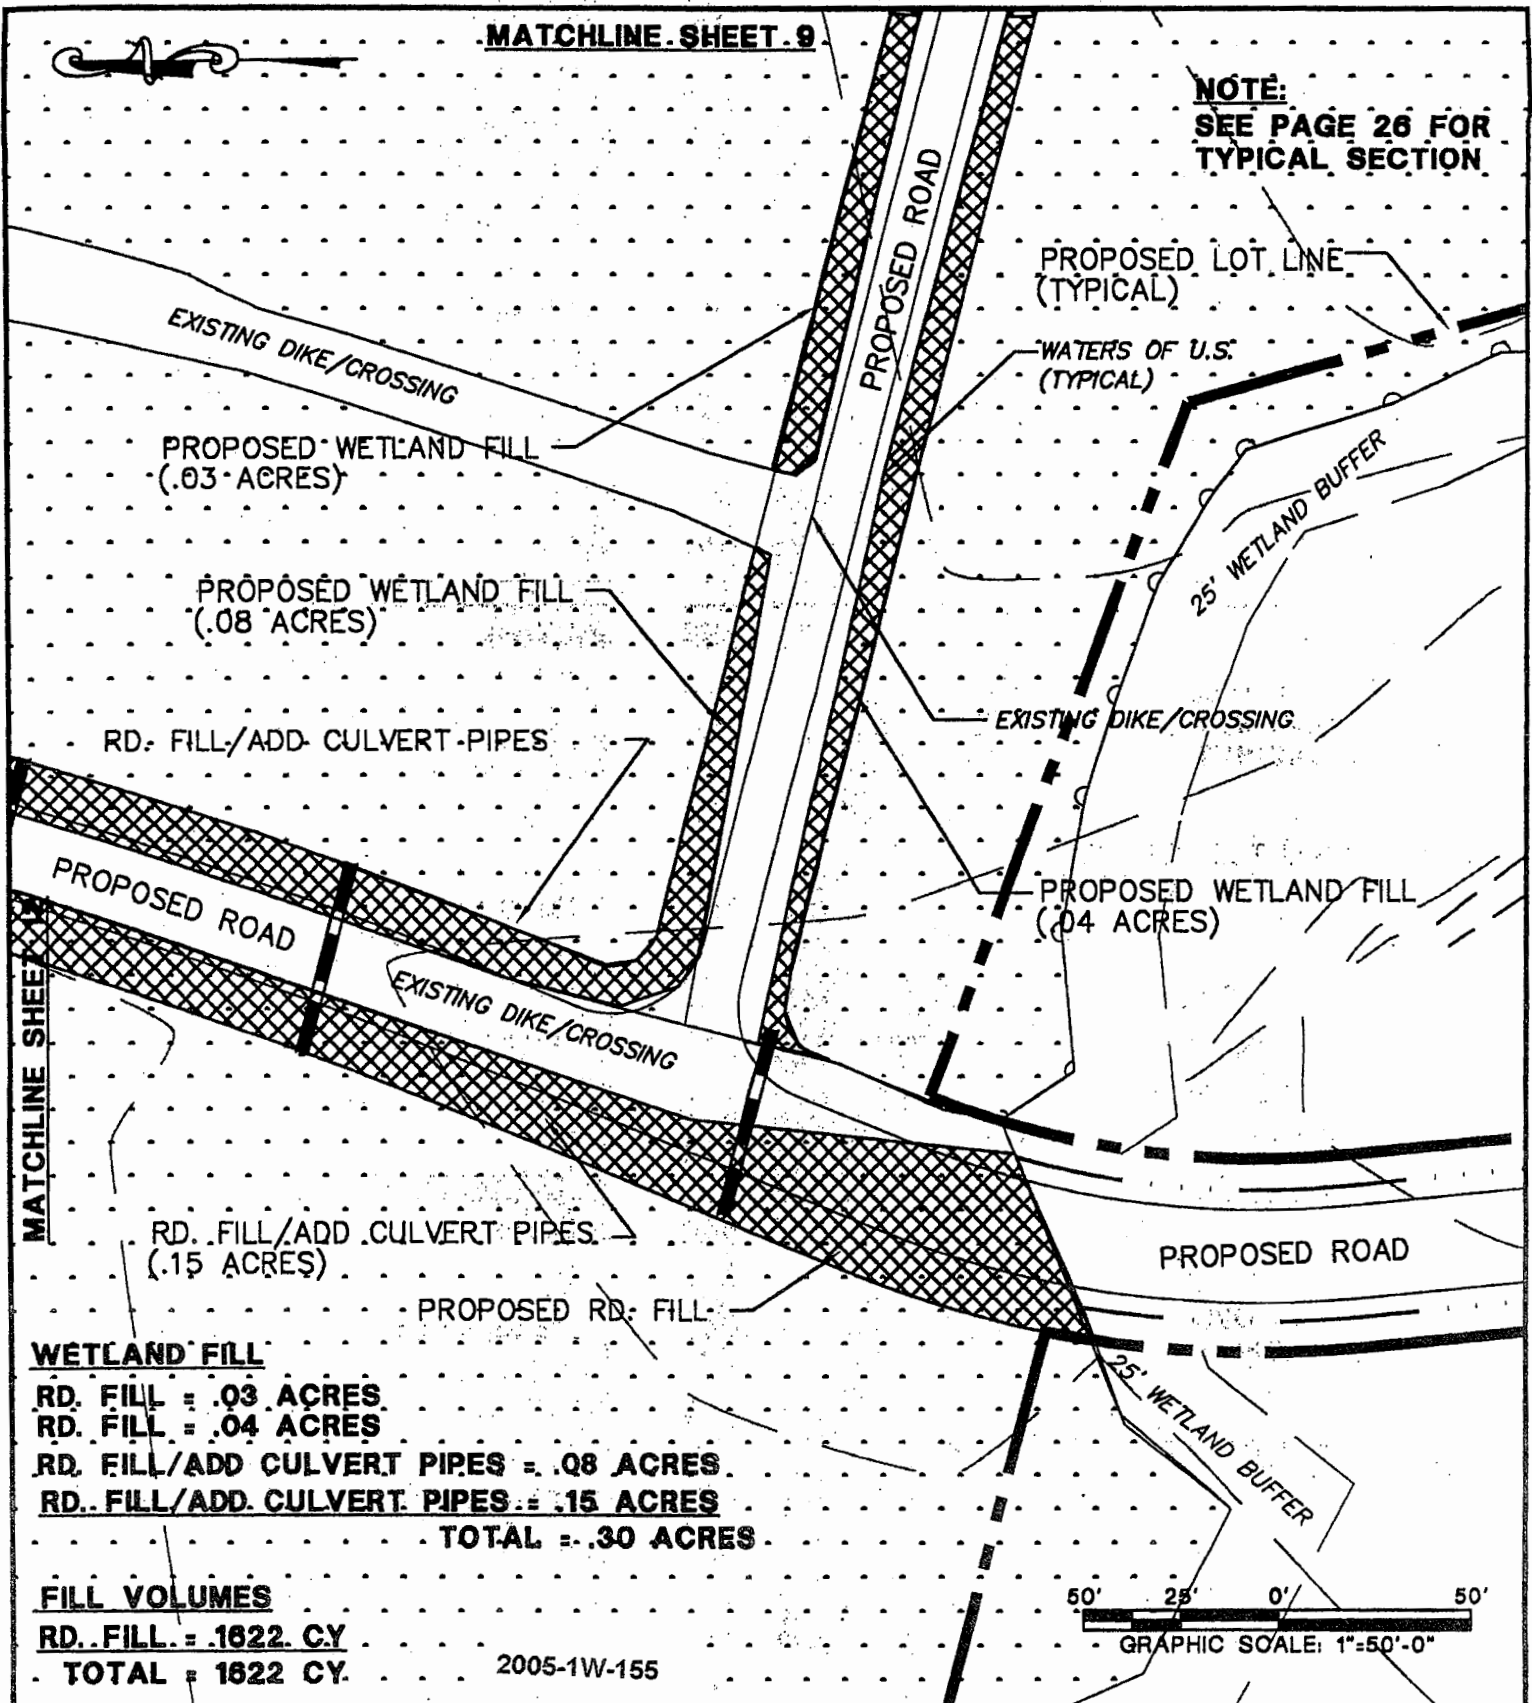 MATCHLINE SHEET 9
NOTE:
SEE PAGE 26 FOR
TYPICAL SECTION
PROPOSED ROAD
PROPOSED ROAD
PROPOSED LOT LINE
(TYPICAL)
EXISTING DIKE/CROSSING
WATERS OF U.S.
(TYPICAL)
PROPOSED WETLAND FILL
(.03 ACRES)
25' WETLAND BUFFER
PROPOSED WETLAND FILL
(.08 ACRES)
EXISTING DIKE/CROSSING
RD. FILL/ADD CULVERT PIPES
PROPOSED ROAD
PROPOSED WETLAND FILL
(.04 ACRES)
EXISTING DIKE/CROSSING
MATCHLINE SHEET
RD. FILL/ADD CULVERT PIPES
(.15 ACRES)
PROPOSED ROAD
PROPOSED RD. FILL
25' WETLAND BUFFER
WETLAND FILL
RD. FILL = .03 ACRES
RD. FILL = .04 ACRES
RD. FILL/ADD CULVERT PIPES = .08 ACRES
RD. FILL/ADD CULVERT PIPES = .15 ACRES
TOTAL = .30 ACRES
FILL VOLUMES
RD. FILL = 1622 CY
TOTAL = 1622 CY
2005-1W-155
50' 25' 0' 50'
GRAPHIC SCALE: 1"=50'-0"